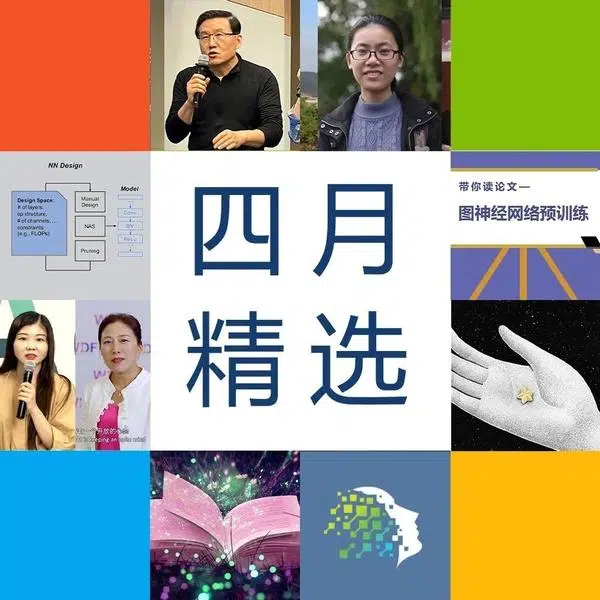 NN Design
Design Space:
# of layers,
op structure,
# of channels, ...
constraints
(e.g., FLOPs)
Manual
Design
NAS
Pruning
Model
Conv
BN
ReLu
四月
精选
带你读论文—
图神经网络预训练